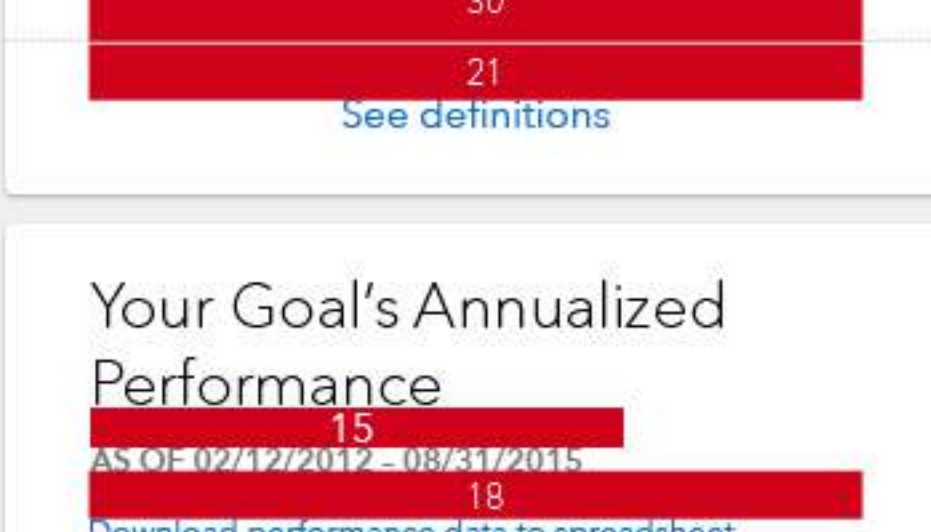 30
21
See definitions
Your Goal's Annualized
Performance
15
AS OF 02/12/2012 - 08/31/2015
18
Download performance data to spreadsheet